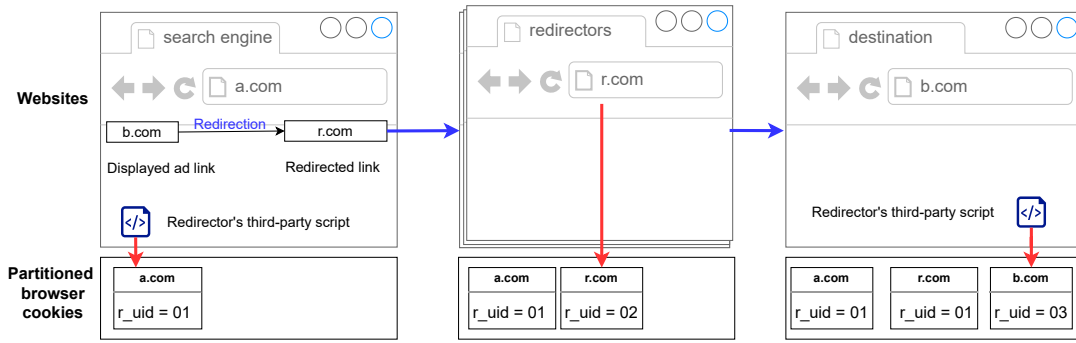 search engine
redirectors
destination
a.com
r.com
b.com
Websites
b.com
Redirection
r.com
Displayed ad link
Redirected link
</>
Redirector's third-party script
Redirector's third-party script
</>
Partitioned
browser
cookies
a.com
r_uid = 01
a.com
r_uid = 01
r.com
r_uid = 02
a.com
r_uid = 01
r.com
r_uid = 01
b.com
r_uid = 03